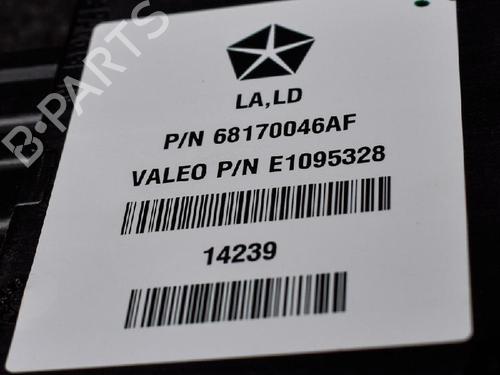 LA,LD
P/N 68170046AF
VALEO P/N E1095328
14239
B-PARTS